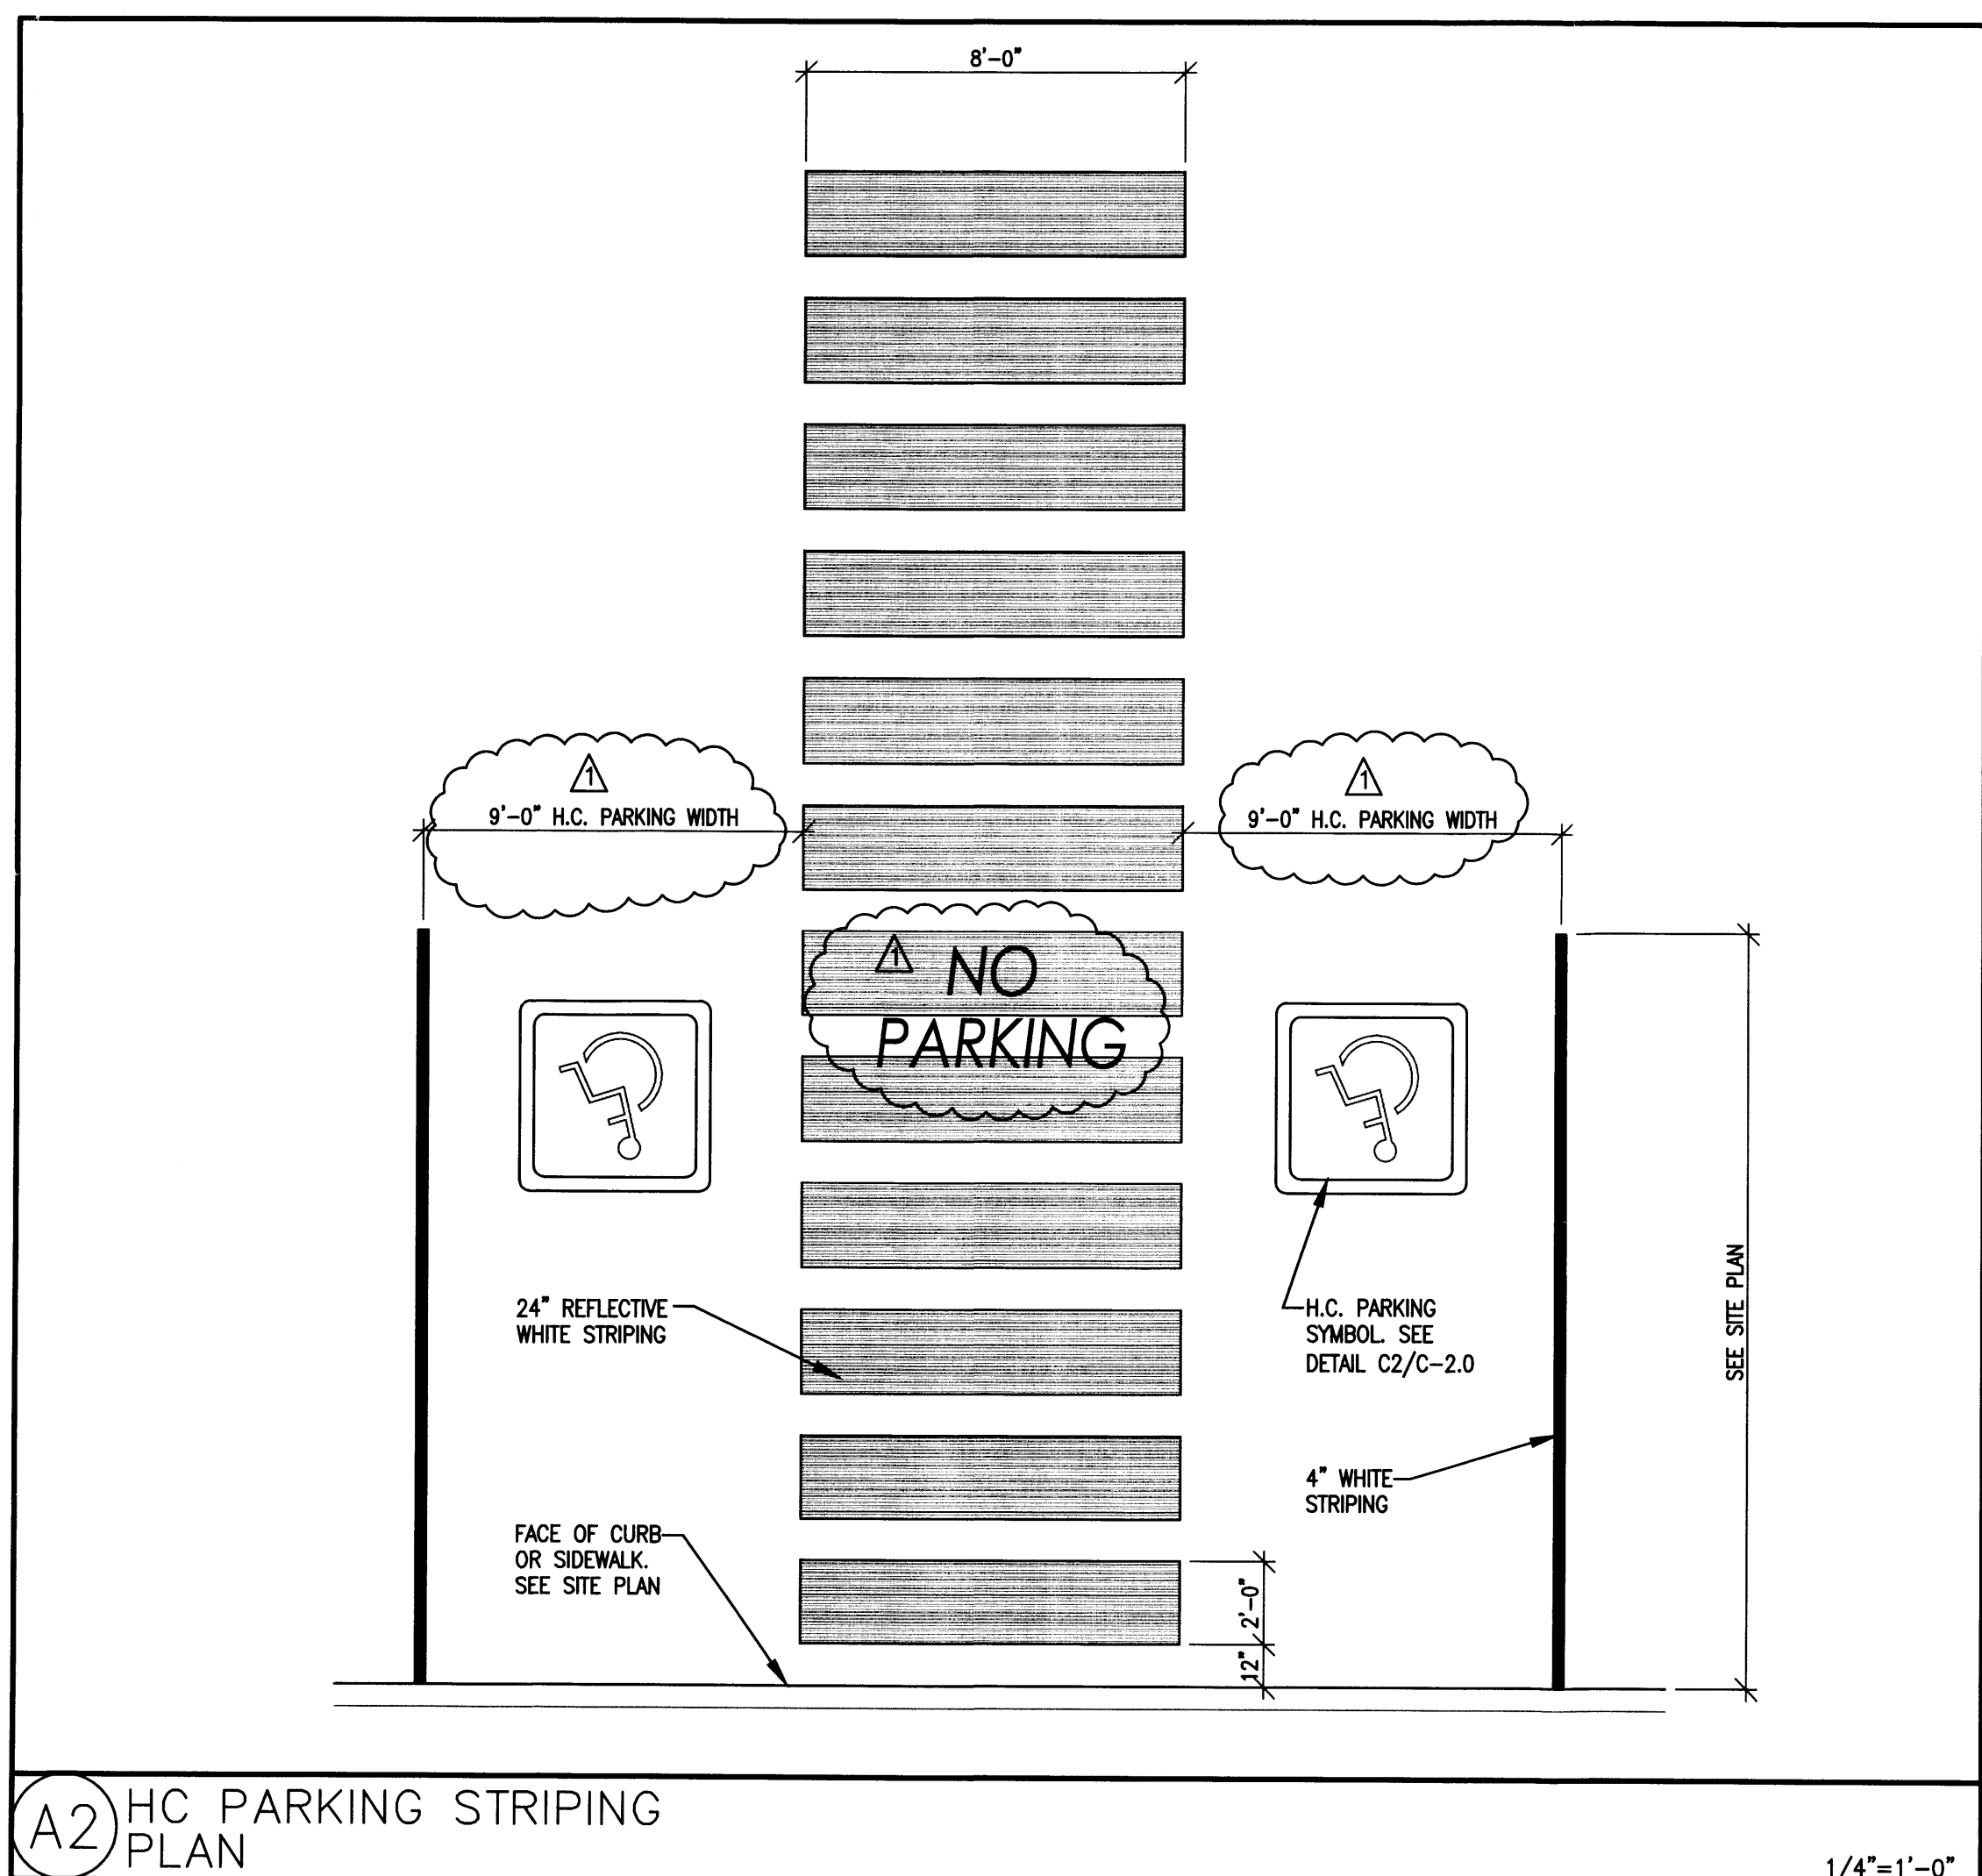 8'-0"
1
9'-0" H.C. PARKING WIDTH
1
9'-0" H.C. PARKING WIDTH
1 NO
PARKING
24" REFLECTIVE
WHITE STRIPING
H.C. PARKING
SYMBOL. SEE
DETAIL C2/C-2.0
SEE SITE PLAN
4" WHITE
STRIPING
FACE OF CURB
OR SIDEWALK.
SEE SITE PLAN
2'-0"
12"
A2 HC PARKING STRIPING
PLAN
1/4"=1'-0"